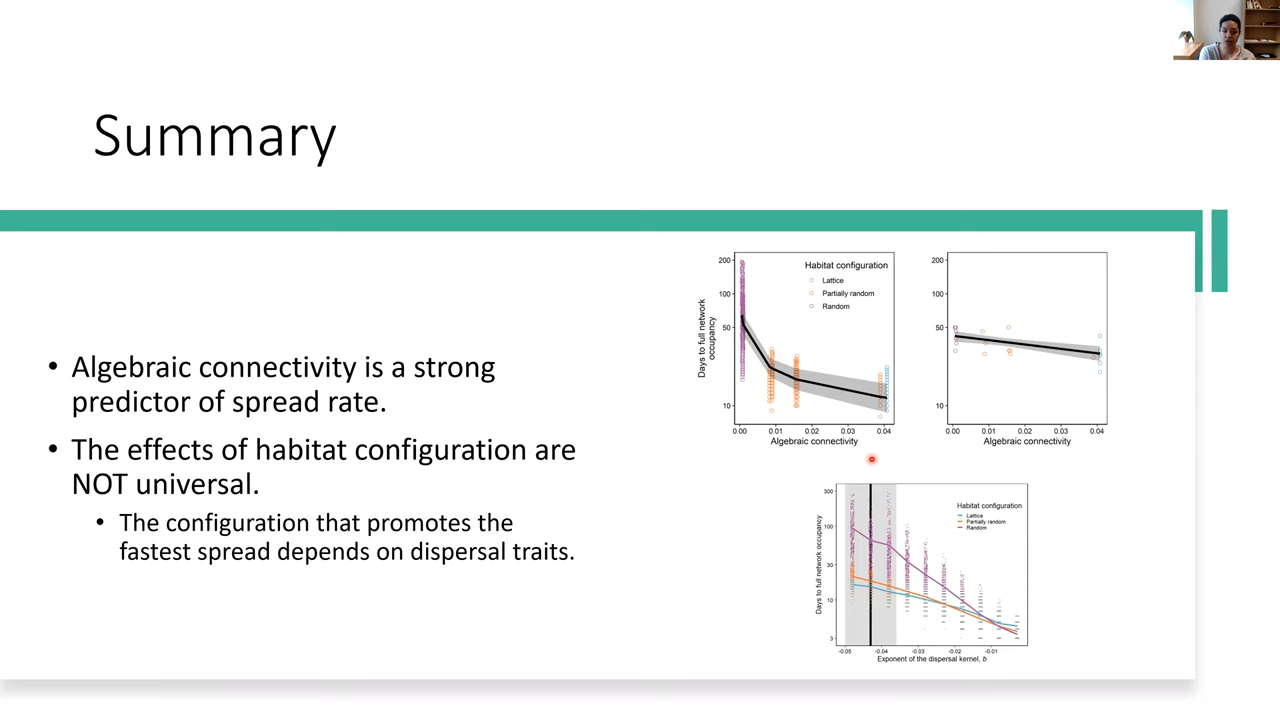 Summary
• Algebraic connectivity is a strong
predictor of spread rate.
• The effects of habitat configuration are
NOT universal.
• The configuration that promotes the
fastest spread depends on dispersal traits.
Days to full network
occupancy
200
100
50
10
Habitat configuration
Lattice
Partially random
Random
0.00 0.01 0.02 0.03 0.04
Algebraic connectivity
200
100
50
10
0.00 0.01 0.02 0.03 0.04
Algebraic connectivity
Days to full network occupancy
300
100
30
10
3
Habitat configuration
Lattice
Partially random
Random
-0.05 -0.04 -0.03 -0.02 -0.01
Exponent of the dispersal kernel, b